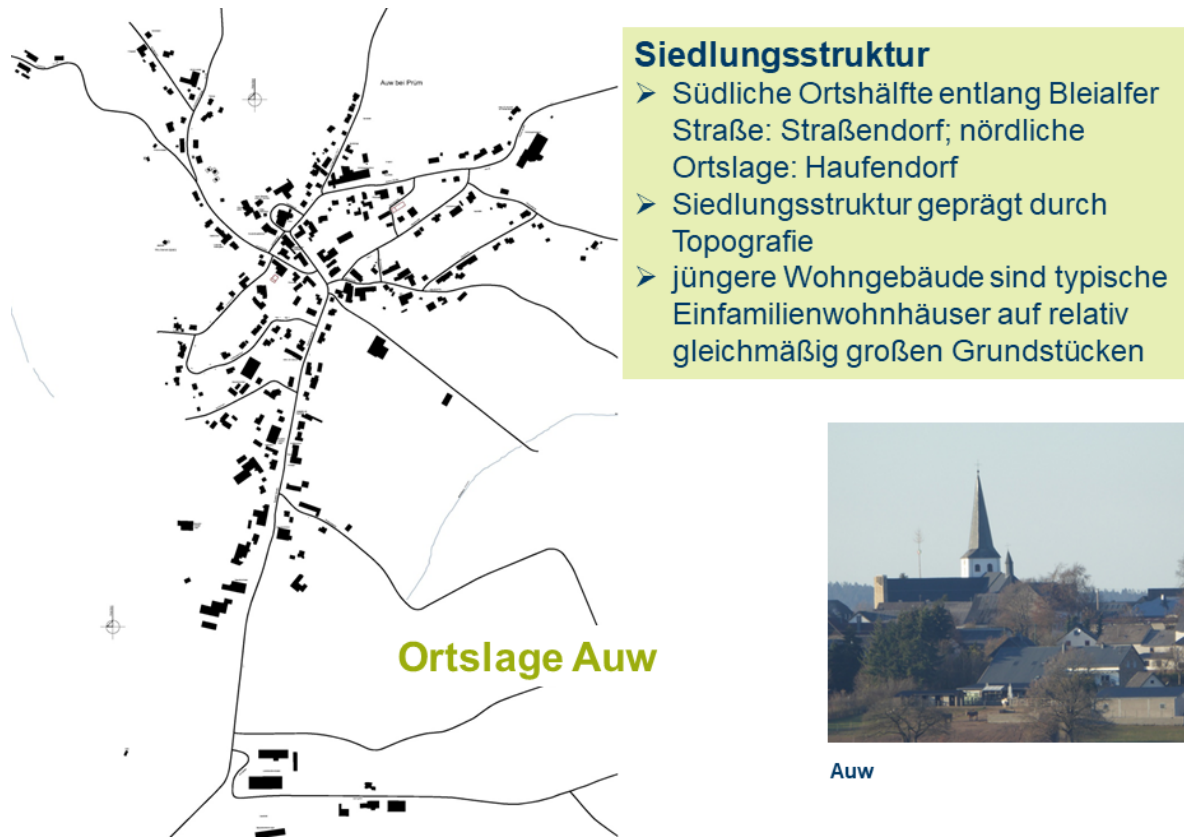 Auw bei Prüm
Siedlungsstruktur
➢ Südliche Ortshälfte entlang Bleialfer
Straße: Straßendorf; nördliche
Ortslage: Haufendorf
➢ Siedlungsstruktur geprägt durch
Topografie
➢ jüngere Wohngebäude sind typische
Einfamilienwohnhäuser auf relativ
gleichmäßig großen Grundstücken
Ortslage Auw
Auw